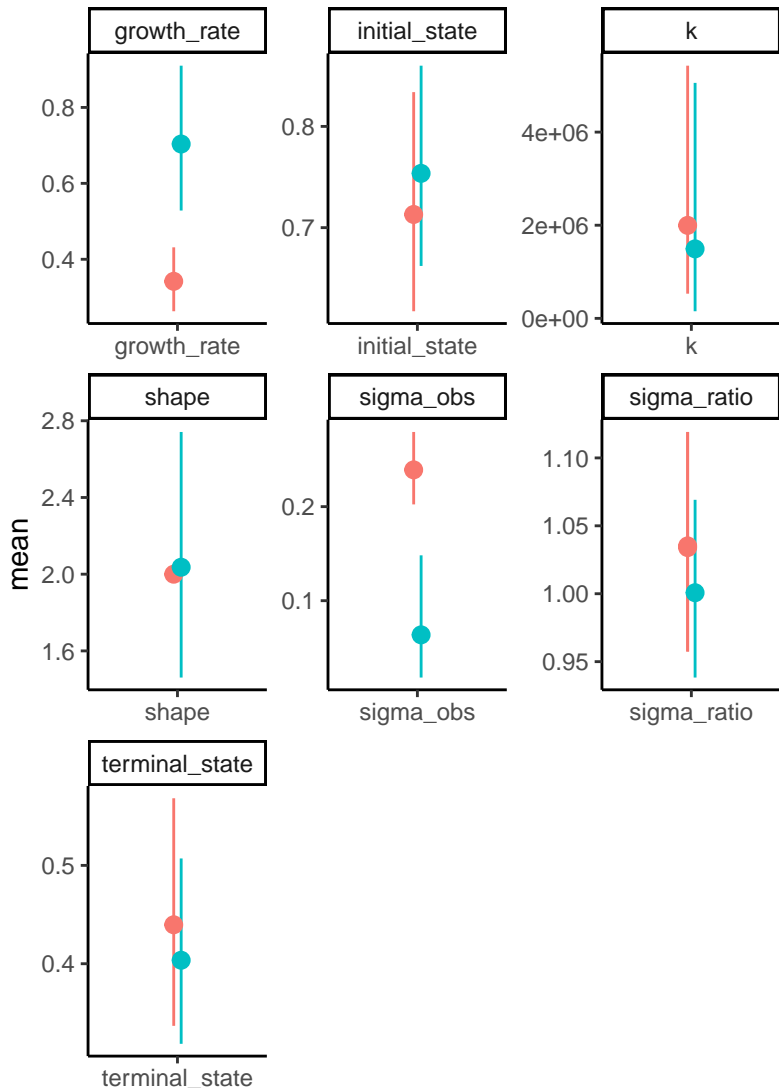 growth_rate
initial_state
k
0.8
0.6
0.4
0.8
0.7
4e+06
2e+06
0e+00
growth_rate
initial_state
k
shape
sigma_obs
sigma_ratio
2.8
2.4
2.0
1.6
0.2
0.1
1.10
1.05
1.00
0.95
mean
shape
sigma_obs
sigma_ratio
terminal_state
0.5
0.4
terminal_state